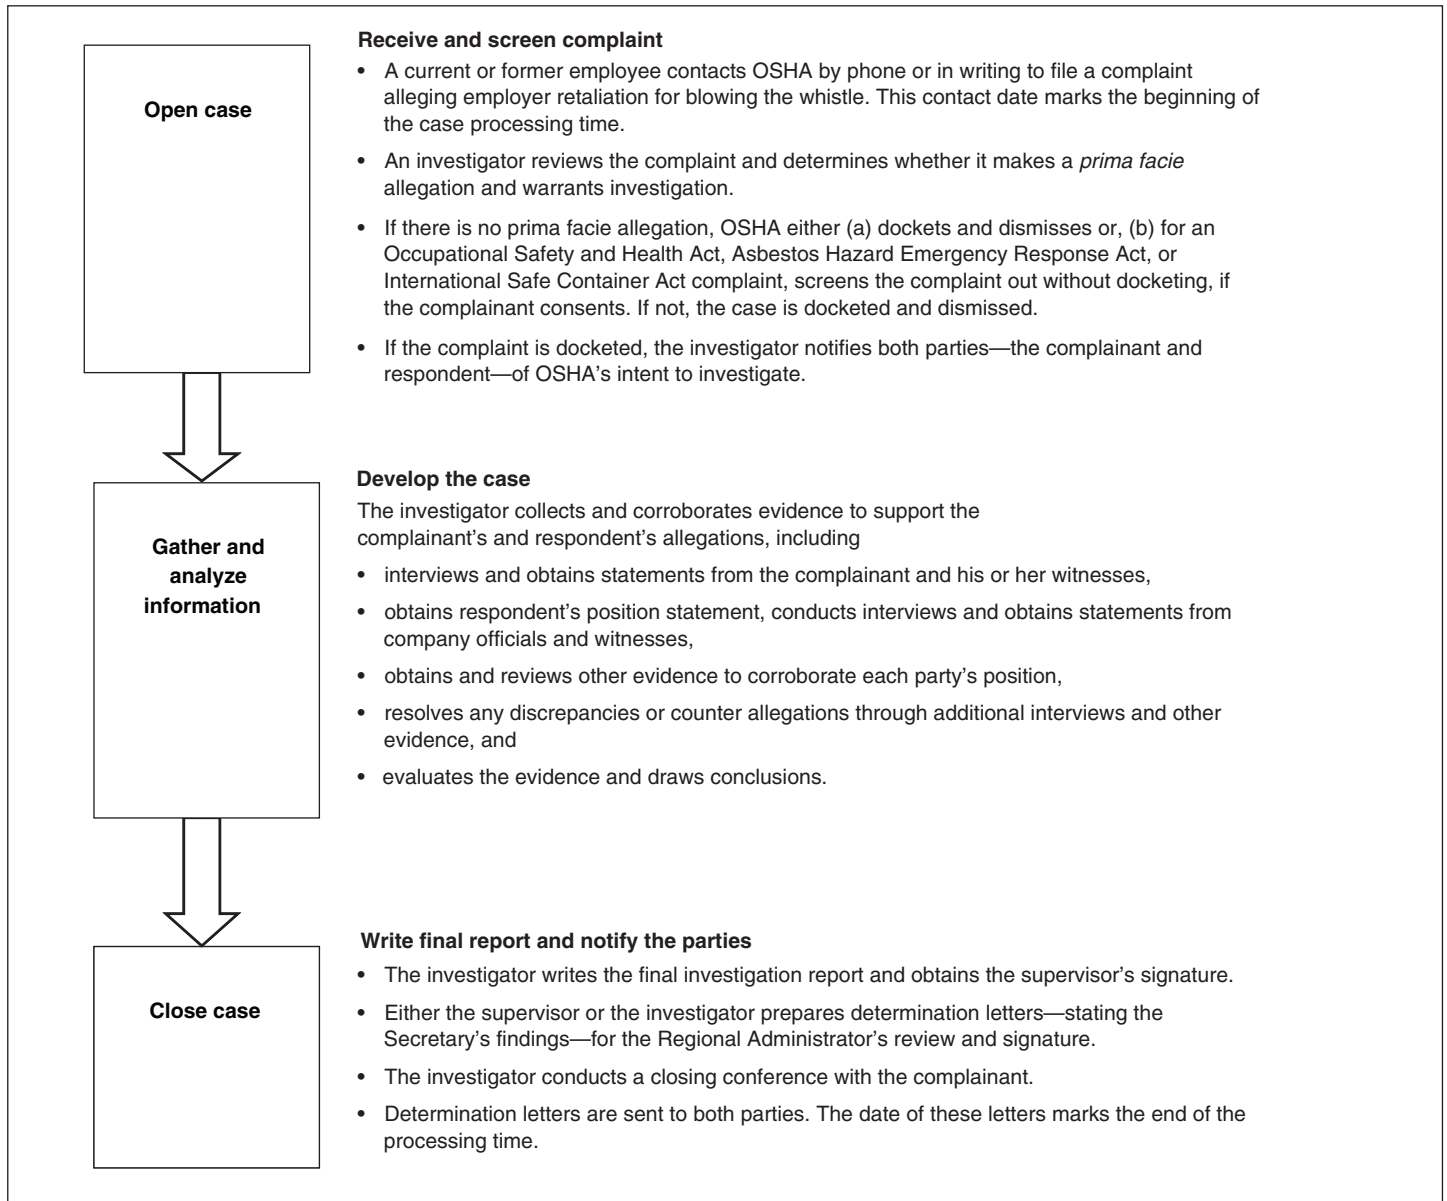 Open case
Receive and screen complaint
• A current or former employee contacts OSHA by phone or in writing to file a complaint
alleging employer retaliation for blowing the whistle. This contact date marks the beginning of
the case processing time.
• An investigator reviews the complaint and determines whether it makes a prima facie
allegation and warrants investigation.
• If there is no prima facie allegation, OSHA either (a) dockets and dismisses or, (b) for an
Occupational Safety and Health Act, Asbestos Hazard Emergency Response Act, or
International Safe Container Act complaint, screens the complaint out without docketing, if
the complainant consents. If not, the case is docketed and dismissed.
• If the complaint is docketed, the investigator notifies both parties—the complainant and
respondent—of OSHA’s intent to investigate.
Gather and
analyze
information
Develop the case
The investigator collects and corroborates evidence to support the
complainant’s and respondent’s allegations, including
• interviews and obtains statements from the complainant and his or her witnesses,
• obtains respondent’s position statement, conducts interviews and obtains statements from
company officials and witnesses,
• obtains and reviews other evidence to corroborate each party’s position,
• resolves any discrepancies or counter allegations through additional interviews and other
evidence, and
• evaluates the evidence and draws conclusions.
Close case
Write final report and notify the parties
• The investigator writes the final investigation report and obtains the supervisor’s signature.
• Either the supervisor or the investigator prepares determination letters—stating the
Secretary’s findings—for the Regional Administrator’s review and signature.
• The investigator conducts a closing conference with the complainant.
• Determination letters are sent to both parties. The date of these letters marks the end of the
processing time.